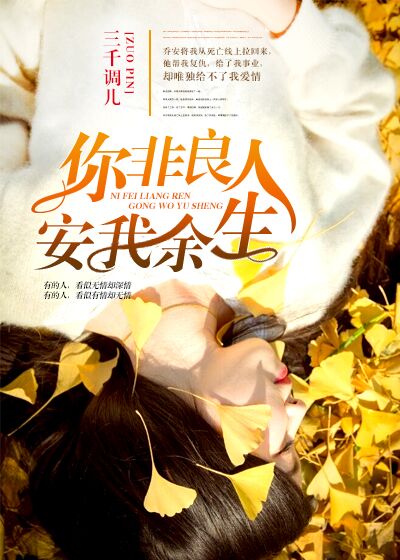 三千调儿
IZUO PIN
乔安将我从死亡线上拉回来,
他帮我复仇,给了我事业,
却唯独给不了我爱情
你非良人
NI FEI LIANG REN
GONG WO YU SHENG
安我余生
有的人,看似无情却深情
有的人,看似有情却无情